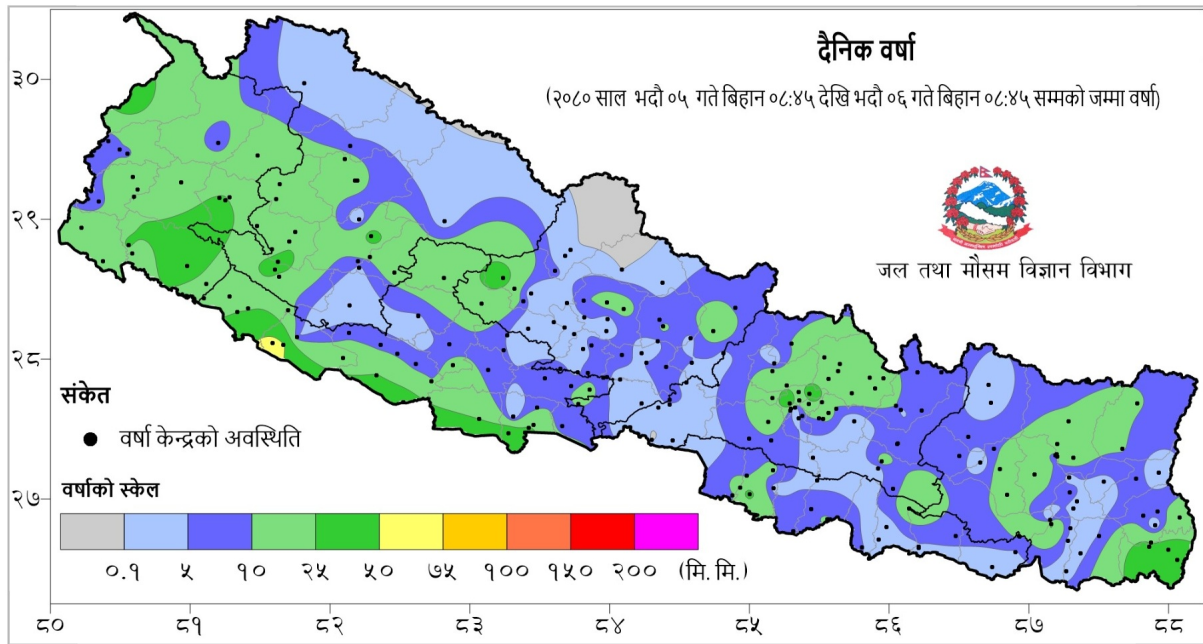 दैनिक वर्षा
(२०८० साल भदौ ०५ गते बिहान ०८:४५ देखि भदौ ०६ गते बिहान ०८:४५ सम्मको जम्मा वर्षा)
जल तथा मौसम विज्ञान विभाग
३०
२९
२८
२७
संकेत
वर्षा केन्द्रको अवस्थिति
वर्षाको स्केल
०.१ ५ १० २५ ५० ७५ १०० १५० २०० (मि. मि.)
८० ८१ ८२ ८३ ८४ ८५ ८६ ८७ ८८